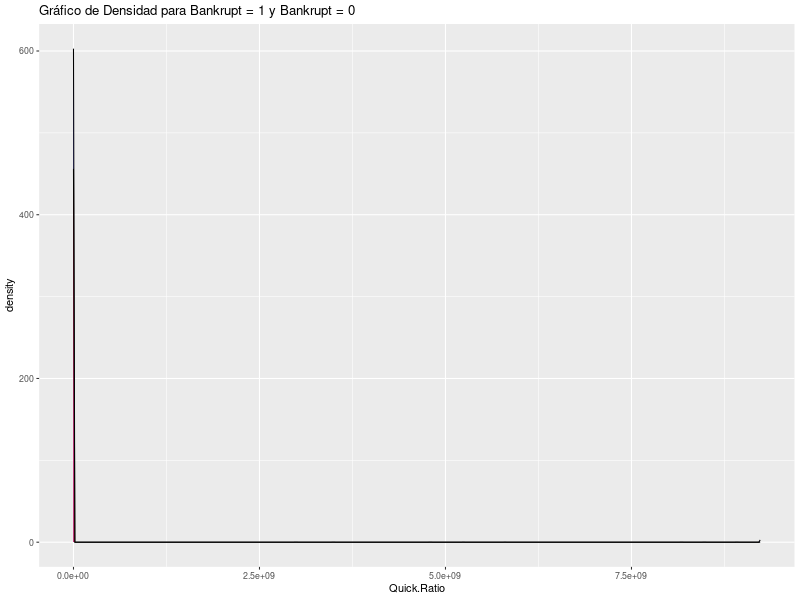 Gráfico de Densidad para Bankrupt = 1 y Bankrupt = 0
600
400
200
0
density
0.0e+00 2.5e+09 5.0e+09 7.5e+09
Quick.Ratio